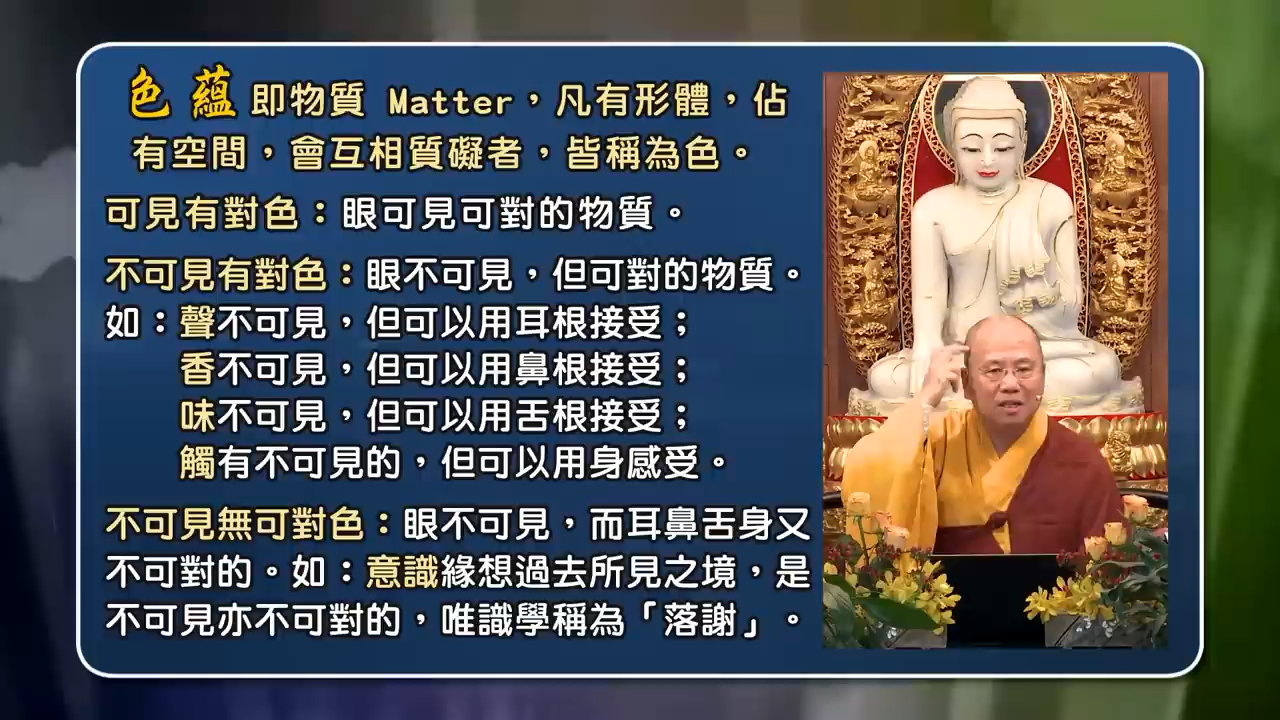 色蘊即物質 Matter，凡有形體，佔
有空間，會互相質礙者，皆稱為色。
可見有對色：眼可見可對的物質。
不可見有對色：眼不可見，但可對的物質。
如：聲不可見，但可以用耳根接受；
香不可見，但可以用鼻根接受；
味不可見，但可以用舌根接受；
觸有不可見的，但可以用身感受。
不可見無可對色：眼不可見，而耳鼻舌身又
不可對的。如：意識緣想過去所見之境，是
不可見亦不可對的，唯識學稱為「落謝」。